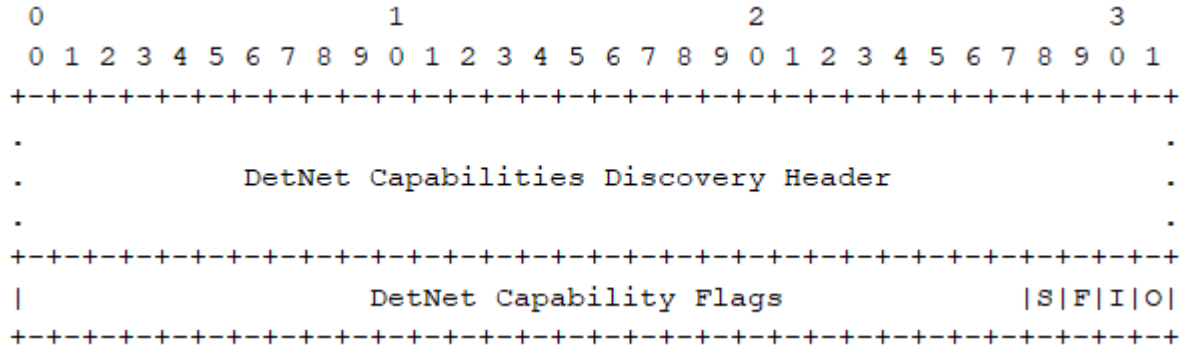 0                   1                   2                   3
 0 1 2 3 4 5 6 7 8 9 0 1 2 3 4 5 6 7 8 9 0 1 2 3 4 5 6 7 8 9 0 1
+-+-+-+-+-+-+-+-+-+-+-+-+-+-+-+-+-+-+-+-+-+-+-+-+-+-+-+-+-+-+-+-+
.                                                               .
.            DetNet Capabilities Discovery Header               .
.                                                               .
+-+-+-+-+-+-+-+-+-+-+-+-+-+-+-+-+-+-+-+-+-+-+-+-+-+-+-+-+-+-+-+-+
|                   DetNet Capability Flags             |S|F|I|O|
+-+-+-+-+-+-+-+-+-+-+-+-+-+-+-+-+-+-+-+-+-+-+-+-+-+-+-+-+-+-+-+-+